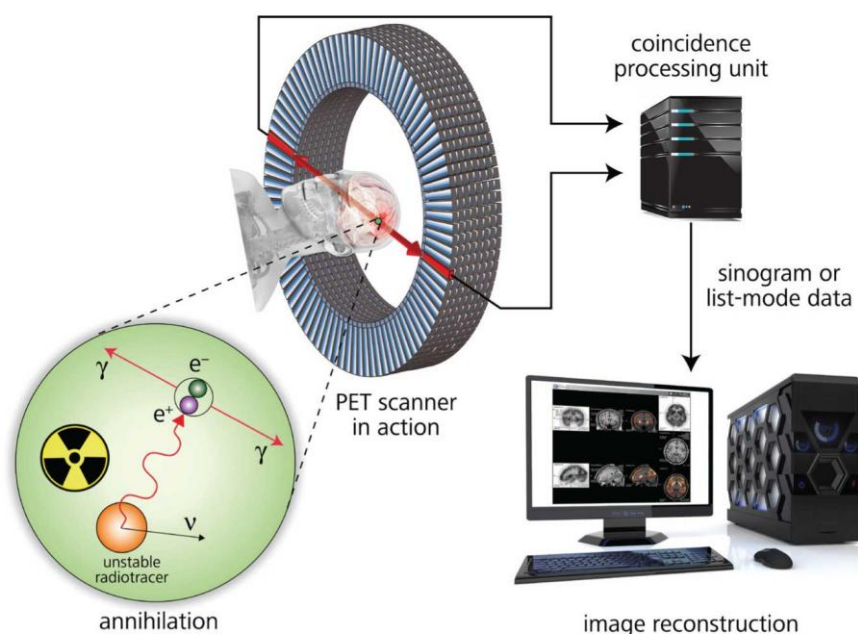 coincidence
processing unit
sinogram or
list-mode data
PET scanner
in action
γ
e⁻
e⁺
γ
ν
unstable
radiotracer
annihilation
image reconstruction